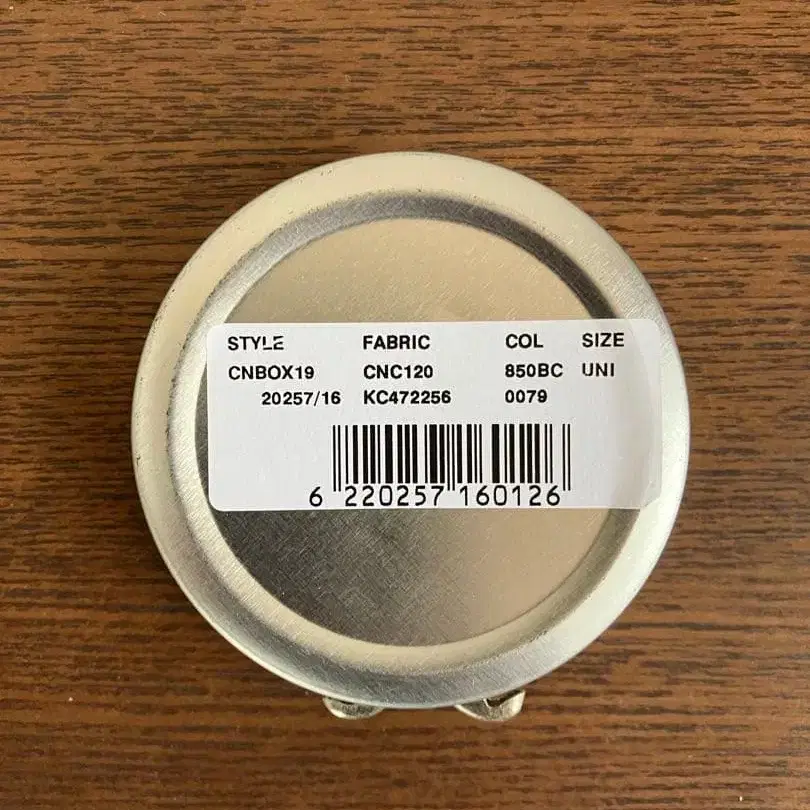 STYLE FABRIC COL SIZE
CNBOX19 CNC120 850BC UNI
20257/16 KC472256 0079
6 220257 160126